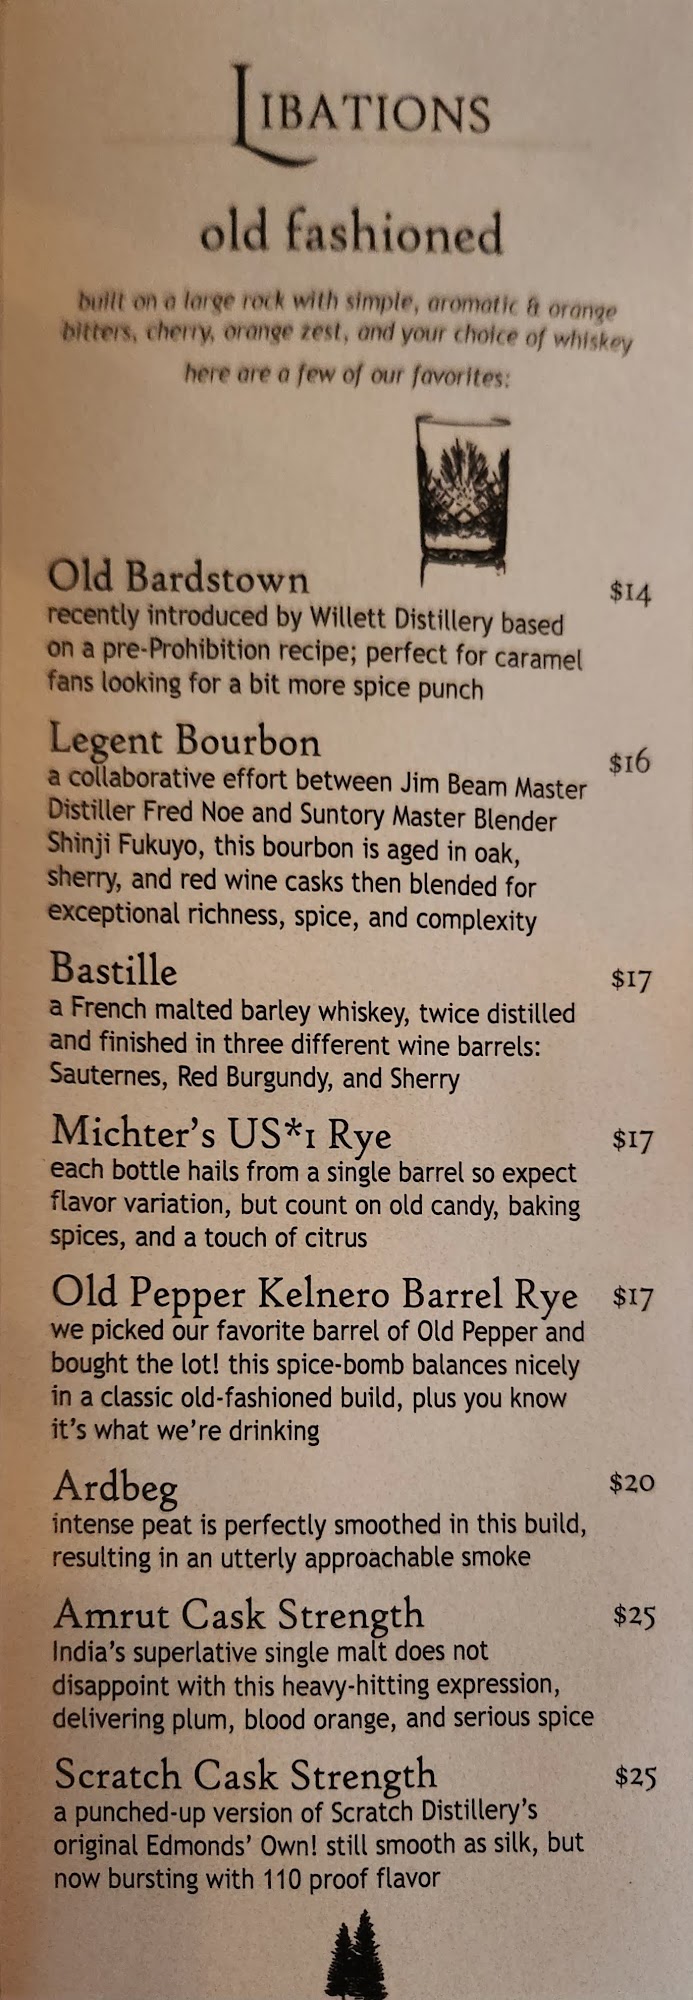 LIBATIONS
old fashioned
built on a large rock with simple, aromatic & orange
bitters, cherry, orange zest, and your choice of whiskey
here are a few of our favorites:
Old Bardstown $14
recently introduced by Willett Distillery based
on a pre-Prohibition recipe; perfect for caramel
fans looking for a bit more spice punch
Legent Bourbon $16
a collaborative effort between Jim Beam Master
Distiller Fred Noe and Suntory Master Blender
Shinji Fukuyo, this bourbon is aged in oak,
sherry, and red wine casks then blended for
exceptional richness, spice, and complexity
Bastille $17
a French malted barley whiskey, twice distilled
and finished in three different wine barrels:
Sauternes, Red Burgundy, and Sherry
Michter's US*1 Rye $17
each bottle hails from a single barrel so expect
flavor variation, but count on old candy, baking
spices, and a touch of citrus
Old Pepper Kelnero Barrel Rye $17
we picked our favorite barrel of Old Pepper and
bought the lot! this spice-bomb balances nicely
in a classic old-fashioned build, plus you know
it's what we're drinking
Ardbeg $20
intense peat is perfectly smoothed in this build,
resulting in an utterly approachable smoke
Amrut Cask Strength $25
India's superlative single malt does not
disappoint with this heavy-hitting expression,
delivering plum, blood orange, and serious spice
Scratch Cask Strength $25
a punched-up version of Scratch Distillery's
original Edmonds' Own! still smooth as silk, but
now bursting with 110 proof flavor